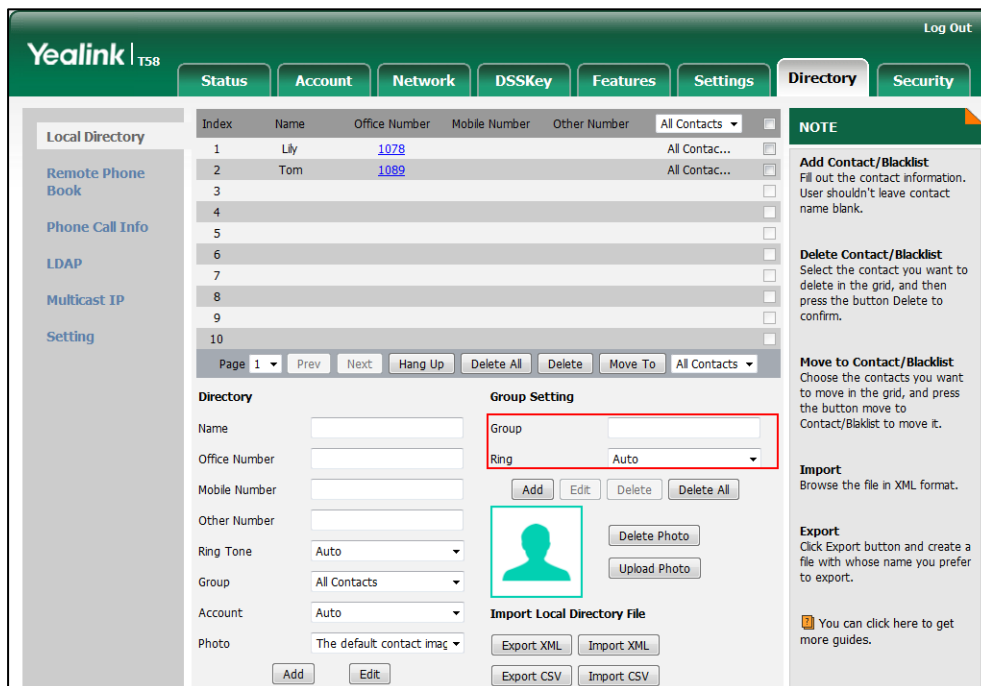 Log Out
Yealink | T58
Status Account Network DSSKey Features Settings Directory Security
Local Directory
Remote Phone
Book
Phone Call Info
LDAP
Multicast IP
Setting
Index Name Office Number Mobile Number Other Number All Contacts
1 Lily 1078 All Contac...
2 Tom 1089 All Contac...
3
4
5
6
7
8
9
10
Page 1 Prev Next Hang Up Delete All Delete Move To All Contacts
Directory
Name
Office Number
Mobile Number
Other Number
Ring Tone Auto
Group All Contacts
Account Auto
Photo The default contact imag
Add Edit
Group Setting
Group
Ring Auto
Add Edit Delete Delete All
Delete Photo
Upload Photo
Import Local Directory File
Export XML Import XML
Export CSV Import CSV
NOTE
Add Contact/Blacklist
Fill out the contact information.
User shouldn't leave contact
name blank.
Delete Contact/Blacklist
Select the contact you want to
delete in the grid, and then
press the button Delete to
confirm.
Move to Contact/Blacklist
Choose the contacts you want
to move in the grid, and press
the button move to
Contact/Blaklist to move it.
Import
Browse the file in XML format.
Export
Click Export button and create a
file with whose name you prefer
to export.
You can click here to get
more guides.